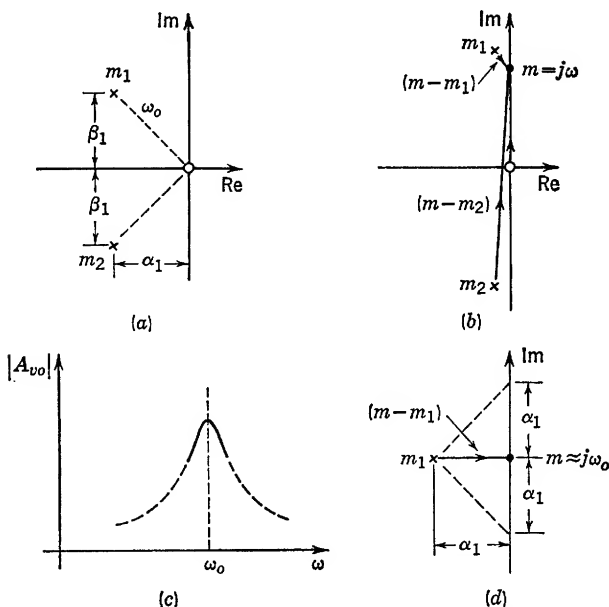 Im
m₁
ω₀
β₁
β₁
Re
m₂
α₁
(a)
Im
m₁
(m−m₁)
m = jω
Re
(m−m₂)
m₂
(b)
|Aᵥₒ|
ω₀
ω
(c)
Im
(m−m₁)
α₁
m₁
m ≈ jω₀
α₁
α₁
(d)